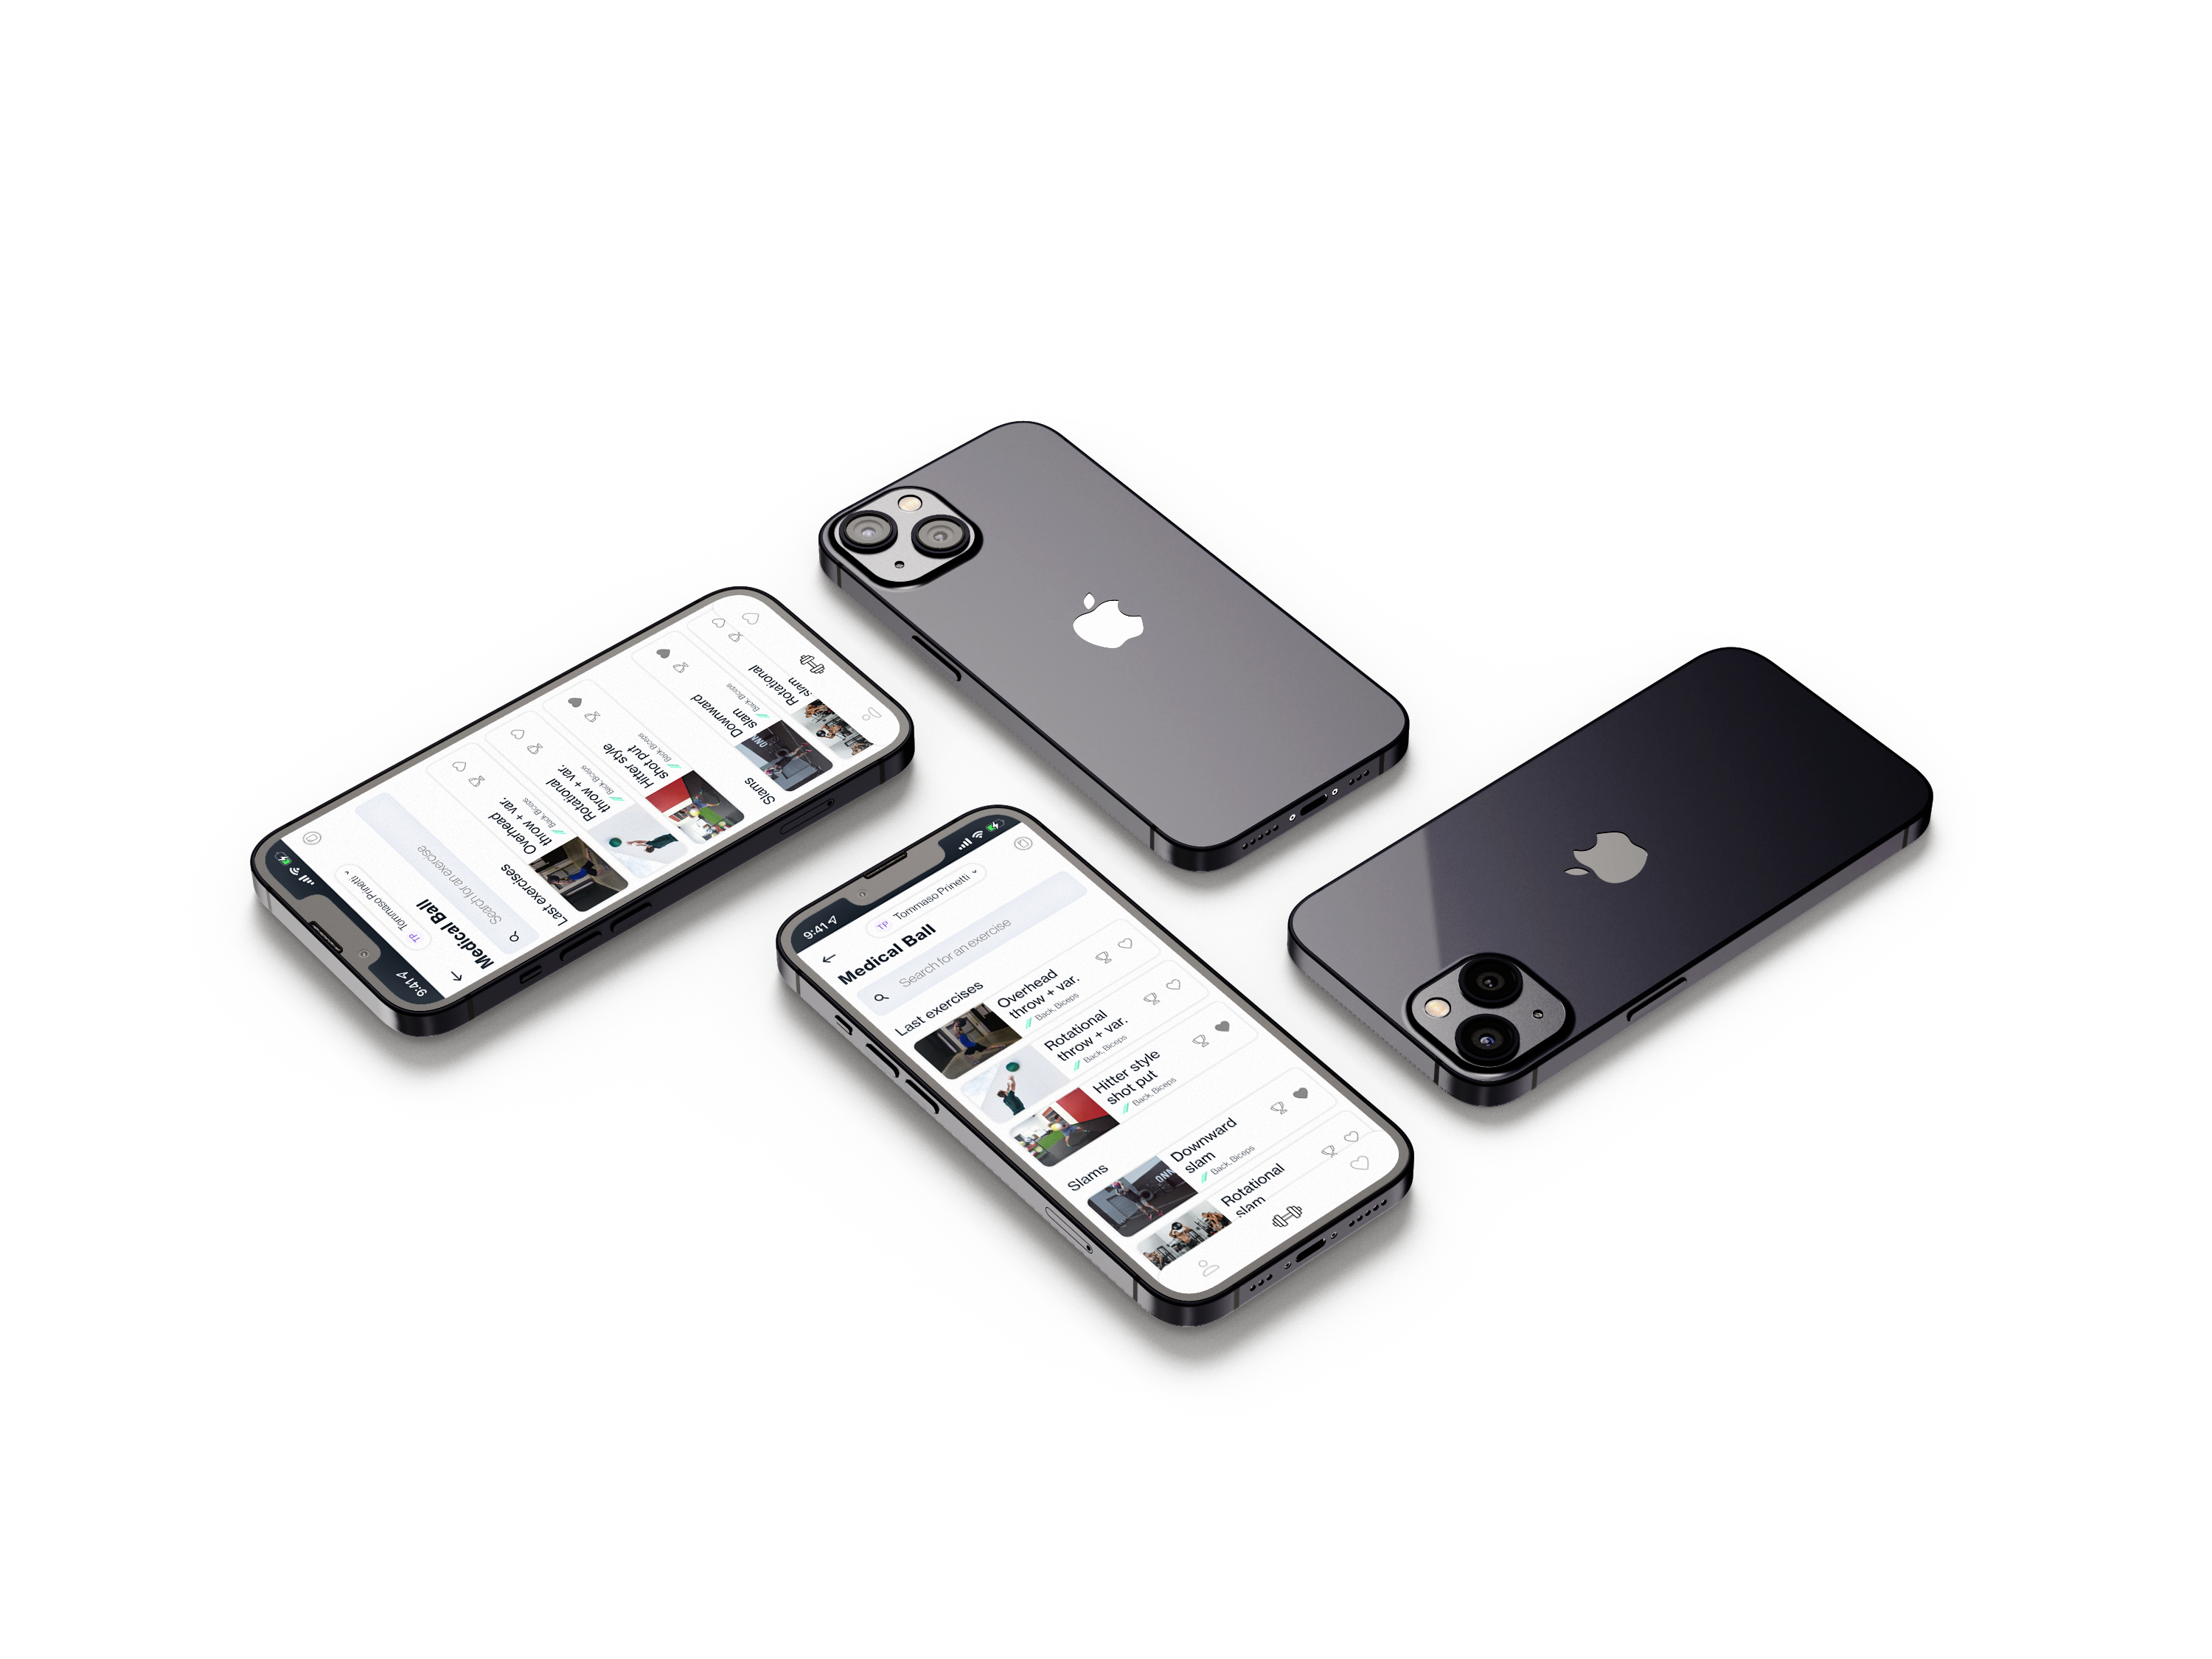 9:41
TP Tommaso Prinetti
Medical Ball
Search for an exercise
Last exercises
Overhead
throw + var.
Back, Biceps
Rotational
throw + var.
Back, Biceps
Hitter style
shot put
Back, Biceps
Slams
Downward
slam
Back, Biceps
Rotational
slam
9:41
TP Tommaso Prinetti
Medical Ball
Search for an exercise
Last exercises
Overhead
throw + var.
Back, Biceps
Rotational
throw + var.
Back, Biceps
Hitter style
shot put
Back, Biceps
Slams
Downward
slam
Back, Biceps
Rotational
slam